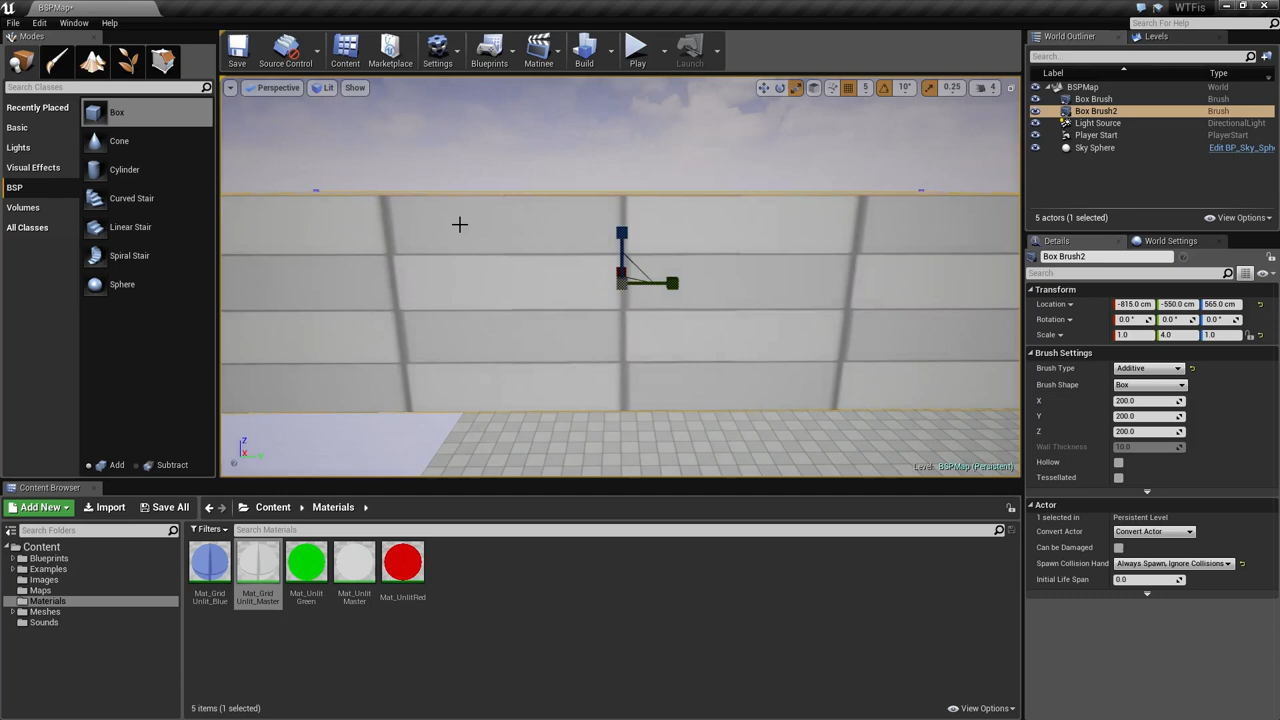 BSPMap*
WTFis
File Edit Window Help
Search For Help
Modes
Search Classes
Recently Placed
Basic
Lights
Visual Effects
BSP
Volumes
All Classes
Box
Cone
Cylinder
Curved Stair
Linear Stair
Spiral Stair
Sphere
Add Subtract
Save Source Control Content Marketplace Settings Blueprints Matinee Build Play Launch
Perspective Lit Show
10° 0.25 4
Z
X Y
Level: BSPMap (Persistent)
World Outliner Levels
Search...
Label Type
BSPMap World
Box Brush Brush
Box Brush2 Brush
Light Source DirectionalLight
Player Start PlayerStart
Sky Sphere Edit BP_Sky_Sph
5 actors (1 selected) View Options
Details World Settings
Box Brush2
Search
Transform
Location -815.0 cm -550.0 cm 565.0 cm
Rotation 0.0 ° 0.0 ° 0.0 °
Scale 1.0 4.0 1.0
Brush Settings
Brush Type Additive
Brush Shape Box
X 200.0
Y 200.0
Z 200.0
Wall Thickness 10.0
Hollow
Tessellated
Actor
1 selected in Persistent Level
Convert Actor Convert Actor
Can be Damaged
Spawn Collision Hand Always Spawn, Ignore Collisions
Initial Life Span 0.0
Content Browser
Add New Import Save All Content Materials
Search Folders
Filters Search Materials
Content
Blueprints
Examples
Images
Maps
Materials
Meshes
Sounds
Mat_Grid
Unlit_Blue
Mat_Grid
Unlit_Master
Mat_Unlit
Green
Mat_Unlit
Master
Mat_UnlitRed
5 items (1 selected) View Options